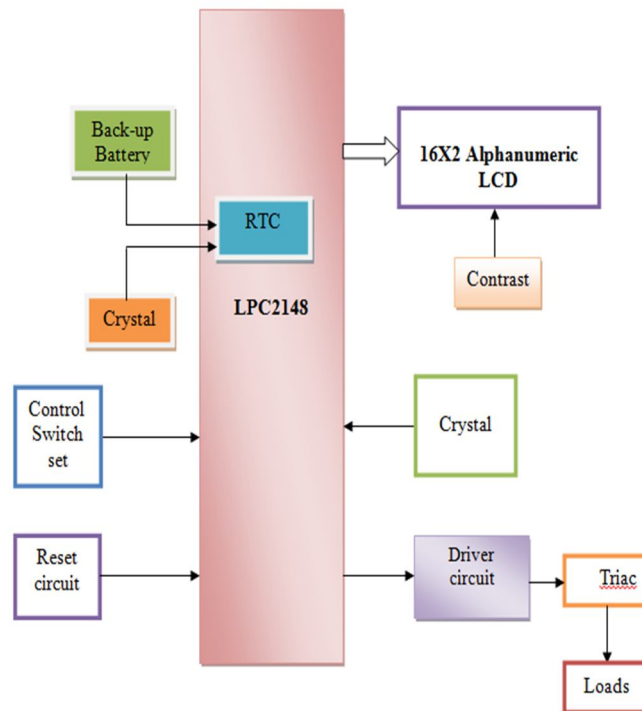 Back-up
Battery
16X2 Alphanumeric
LCD
RTC
Contrast
LPC2148
Crystal
Control
Switch
set
Crystal
Reset
circuit
Driver
circuit
Triac
Loads